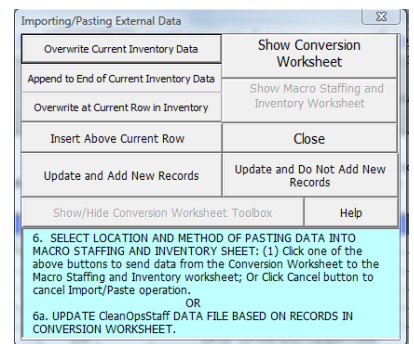 Importing/Pasting External Data
Overwrite Current Inventory Data
Show Conversion
Worksheet
Append to End of Current Inventory Data
Show Macro Staffing and
Inventory Worksheet
Overwrite at Current Row in Inventory
Insert Above Current Row
Close
Update and Add New Records
Update and Do Not Add New
Records
Show/Hide Conversion Worksheet Toolbox
Help
6. SELECT LOCATION AND METHOD OF PASTING DATA INTO
MACRO STAFFING AND INVENTORY SHEET: (1) Click one of the
above buttons to send data from the Conversion Worksheet to the
Macro Staffing and Inventory worksheet; Or Click Cancel button to
cancel Import/Paste operation.
OR
6a. UPDATE CleanOpsStaff DATA FILE BASED ON RECORDS IN
CONVERSION WORKSHEET.